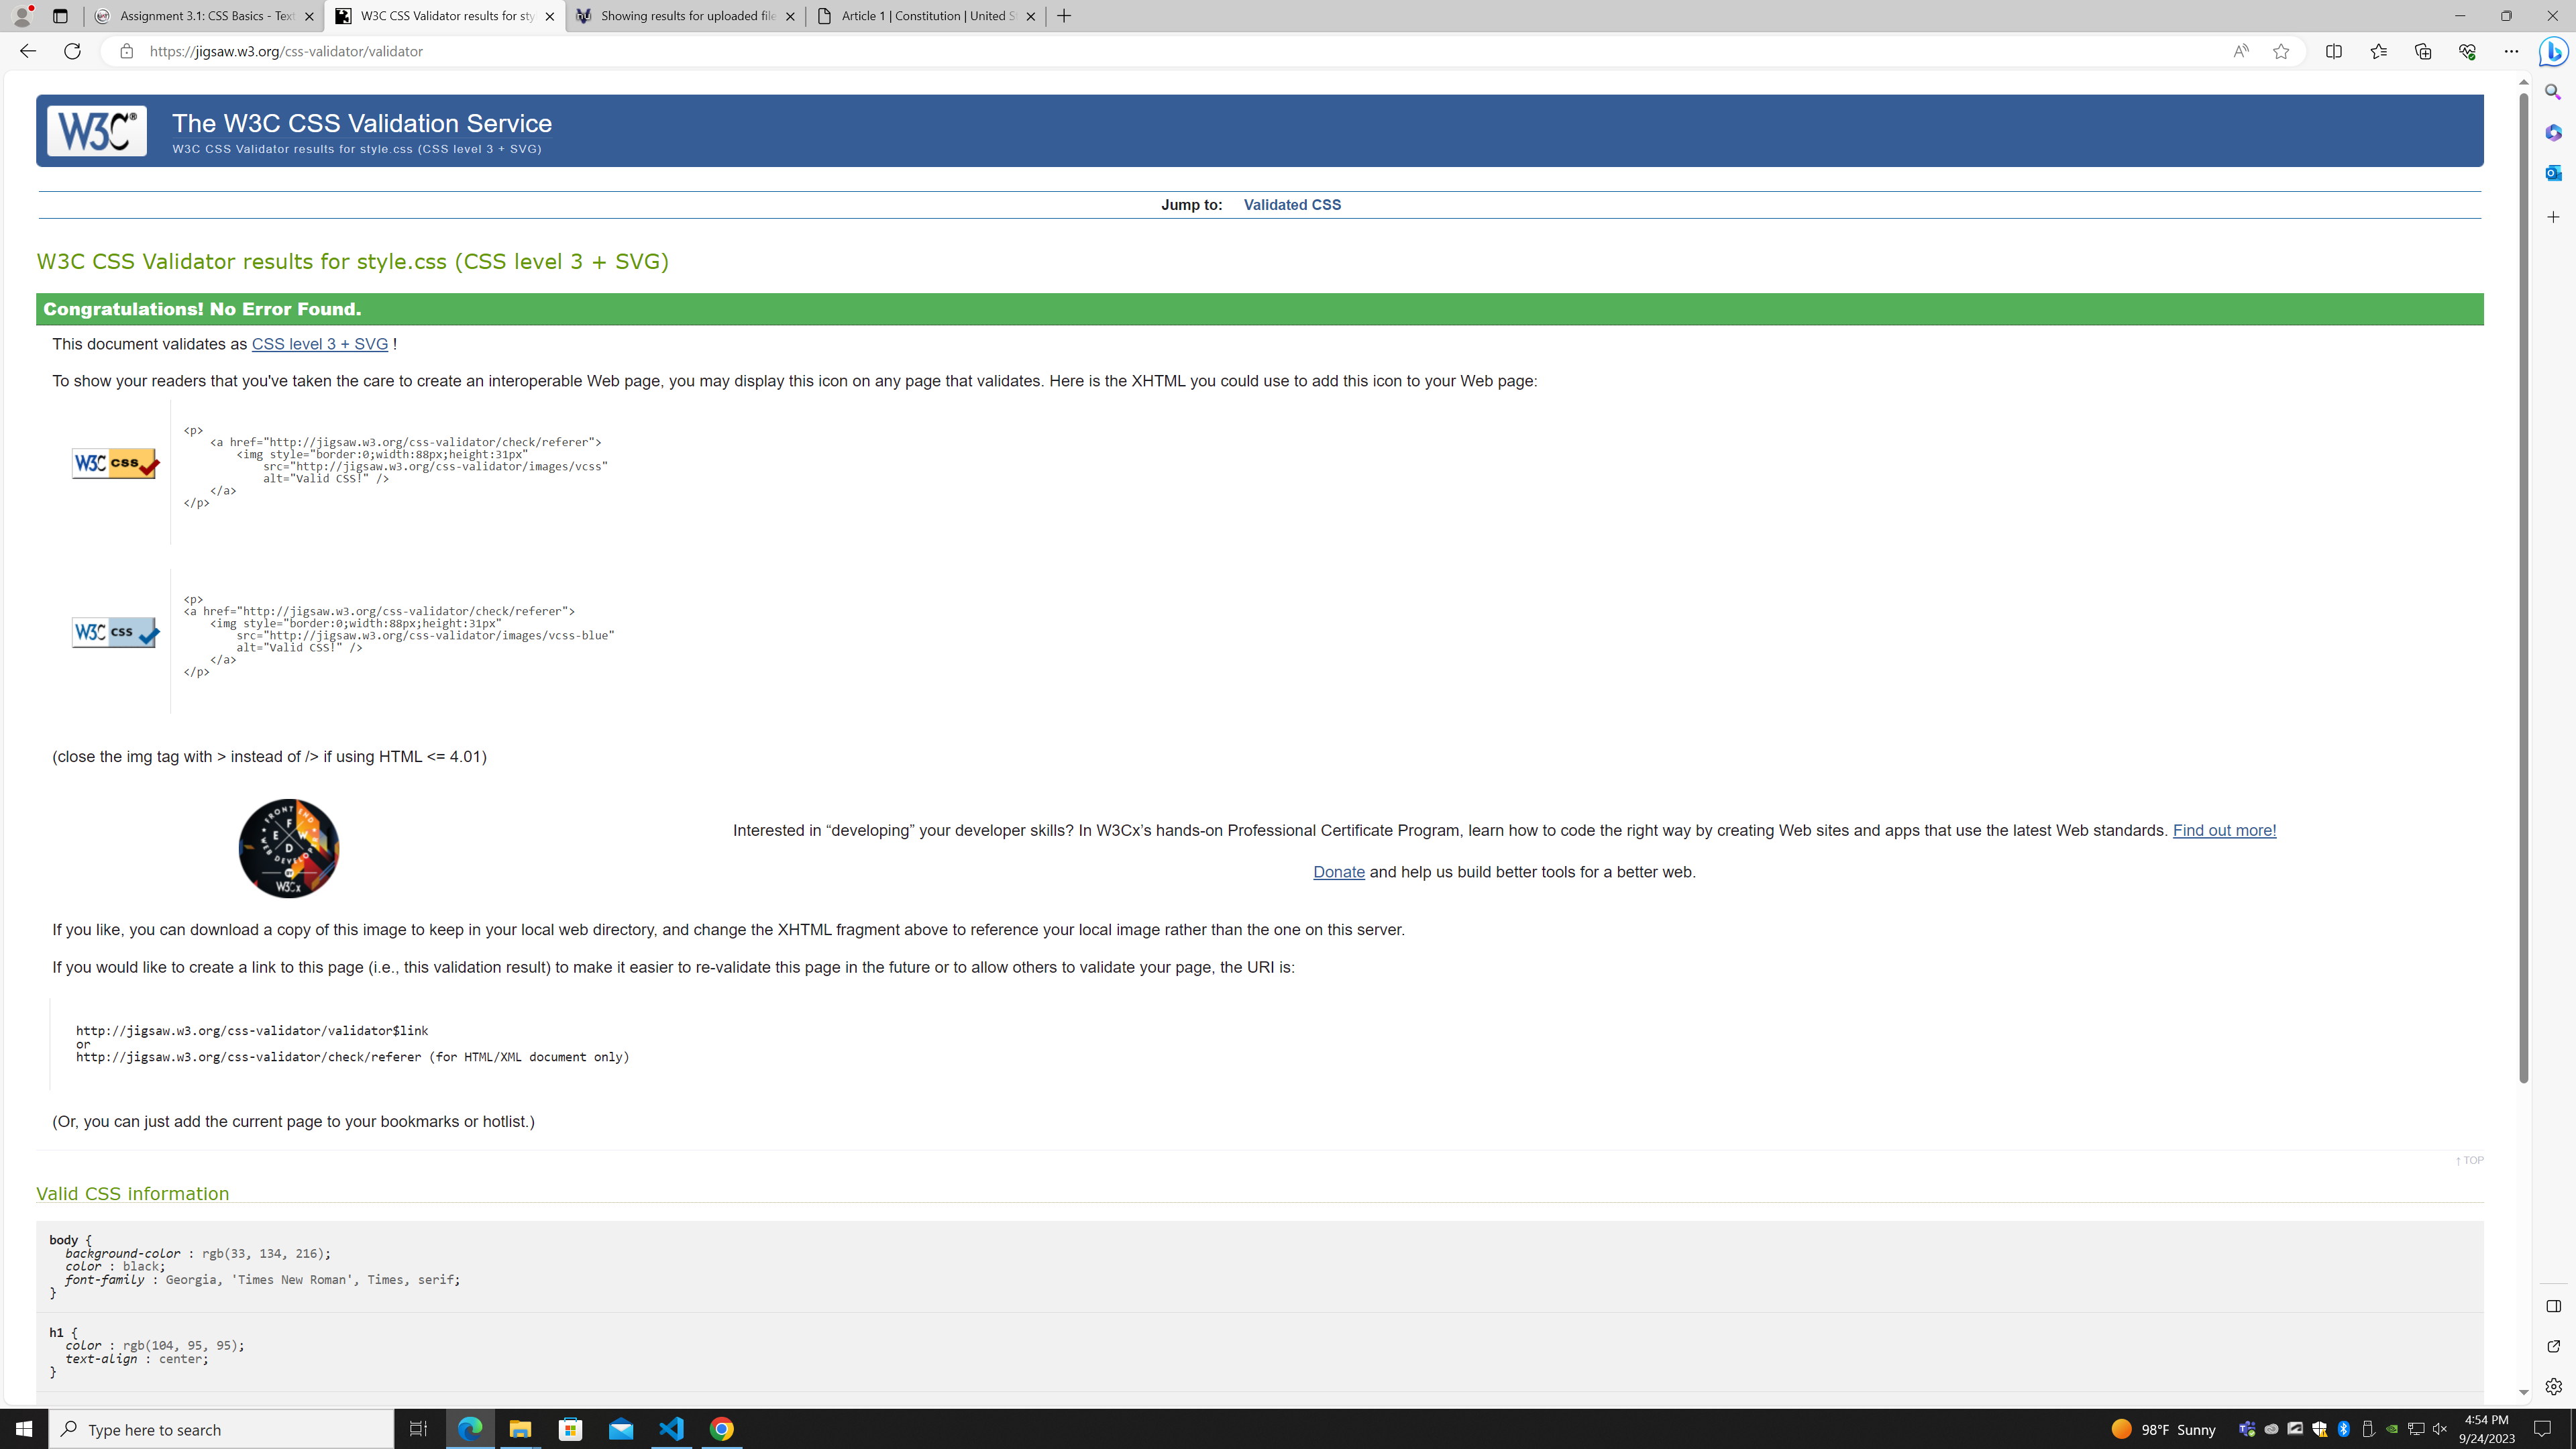 Assignment 3.1: CSS Basics - Text
W3C CSS Validator results for sty
Showing results for uploaded file
Article 1 | Constitution | United S
https://jigsaw.w3.org/css-validator/validator
W3C®
The W3C CSS Validation Service
W3C CSS Validator results for style.css (CSS level 3 + SVG)
Jump to: Validated CSS
W3C CSS Validator results for style.css (CSS level 3 + SVG)
Congratulations! No Error Found.
This document validates as CSS level 3 + SVG !
To show your readers that you've taken the care to create an interoperable Web page, you may display this icon on any page that validates. Here is the XHTML you could use to add this icon to your Web page:
W3C css
<p>
<a href="http://jigsaw.w3.org/css-validator/check/referer">
<img style="border:0;width:88px;height:31px"
src="http://jigsaw.w3.org/css-validator/images/vcss"
alt="Valid CSS!" />
</a>
</p>
W3C css
<p>
<a href="http://jigsaw.w3.org/css-validator/check/referer">
<img style="border:0;width:88px;height:31px"
src="http://jigsaw.w3.org/css-validator/images/vcss-blue"
alt="Valid CSS!" />
</a>
</p>
(close the img tag with > instead of /> if using HTML <= 4.01)
FRONT END
F
E W
D
WEB DEVELOPER
BY
W3Cx
Interested in “developing” your developer skills? In W3Cx’s hands-on Professional Certificate Program, learn how to code the right way by creating Web sites and apps that use the latest Web standards. Find out more!
Donate and help us build better tools for a better web.
If you like, you can download a copy of this image to keep in your local web directory, and change the XHTML fragment above to reference your local image rather than the one on this server.
If you would like to create a link to this page (i.e., this validation result) to make it easier to re-validate this page in the future or to allow others to validate your page, the URI is:
http://jigsaw.w3.org/css-validator/validator$link
or
http://jigsaw.w3.org/css-validator/check/referer (for HTML/XML document only)
(Or, you can just add the current page to your bookmarks or hotlist.)
↑ TOP
Valid CSS information
body {
background-color : rgb(33, 134, 216);
color : black;
font-family : Georgia, 'Times New Roman', Times, serif;
}
h1 {
color : rgb(104, 95, 95);
text-align : center;
}
Type here to search
98°F Sunny
4:54 PM
9/24/2023